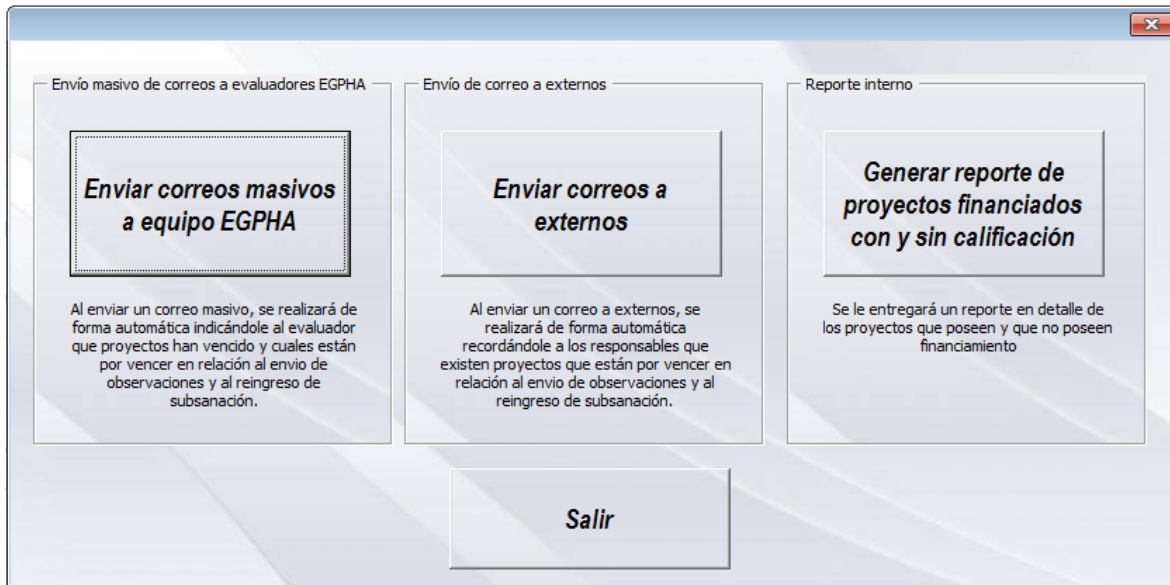 Envío masivo de correos a evaluadores EGPHA
Enviar correos masivos
a equipo EGPHA
Al enviar un correo masivo, se realizará de
forma automática indicándole al evaluador
que proyectos han vencido y cuales están
por vencer en relación al envio de
observaciones y al reingreso de
subsanación.
Envío de correo a externos
Enviar correos a
externos
Al enviar un correo a externos, se
realizará de forma automática
recordándole a los responsables que
existen proyectos que están por vencer en
relación al envio de observaciones y al
reingreso de subsanación.
Reporte interno
Generar reporte de
proyectos financiados
con y sin calificación
Se le entregará un reporte en detalle de
los proyectos que poseen y que no poseen
financiamiento
Salir